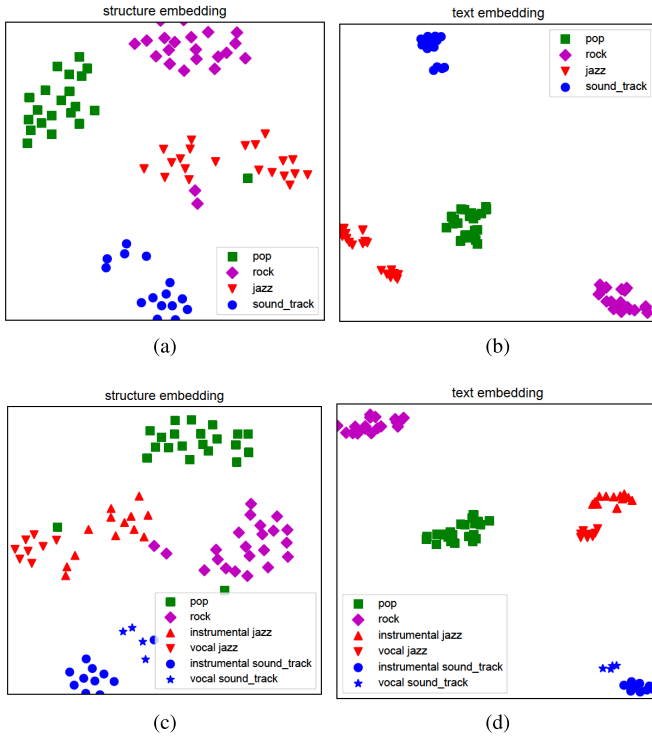 structure embedding
pop
rock
jazz
sound_track
(a)
text embedding
pop
rock
jazz
sound_track
(b)
structure embedding
pop
rock
instrumental jazz
vocal jazz
instrumental sound_track
vocal sound_track
(c)
text embedding
pop
rock
instrumental jazz
vocal jazz
instrumental sound_track
vocal sound_track
(d)